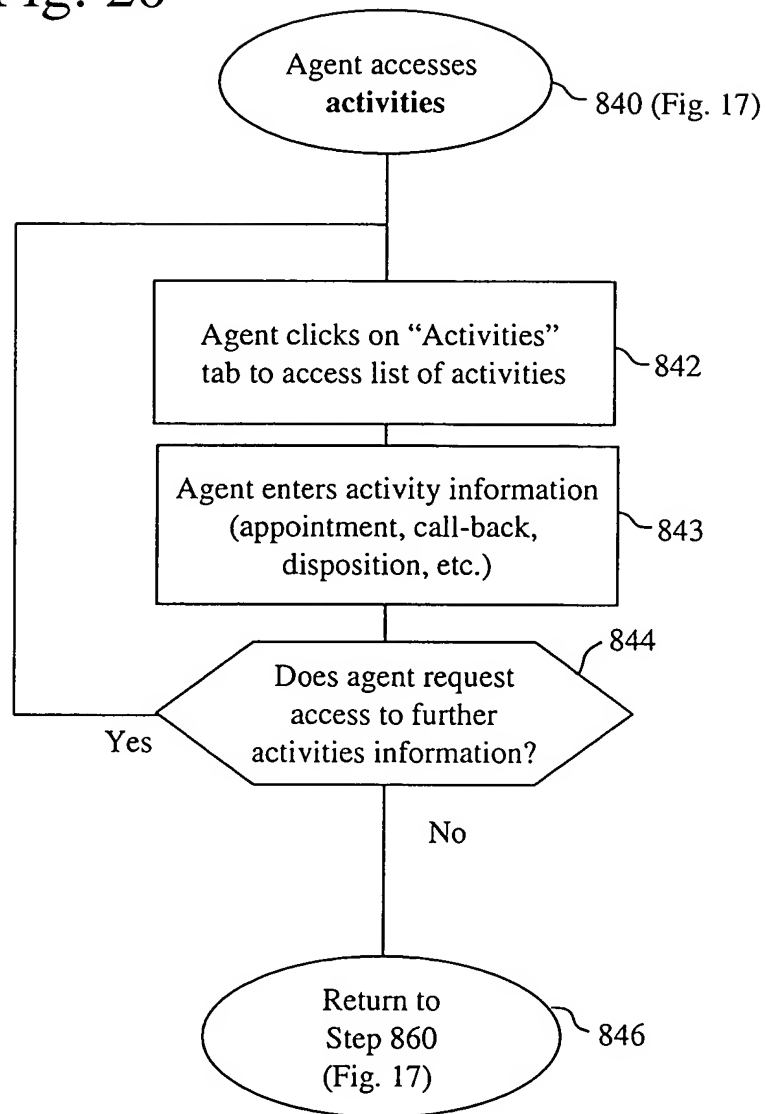 Fig. 20
Agent accesses
activities
840 (Fig. 17)
Agent clicks on “Activities”
tab to access list of activities
842
Agent enters activity information
(appointment, call-back,
disposition, etc.)
843
844
Does agent request
access to further
activities information?
Yes
No
Return to
Step 860
(Fig. 17)
846